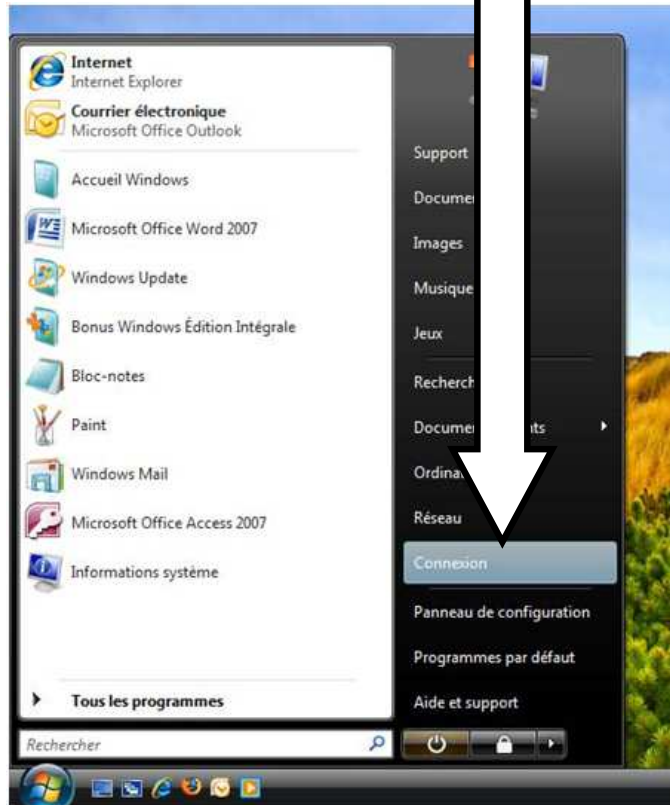 Internet
Internet Explorer
Courrier électronique
Microsoft Office Outlook
Accueil Windows
Microsoft Office Word 2007
Windows Update
Bonus Windows Édition Intégrale
Bloc-notes
Paint
Windows Mail
Microsoft Office Access 2007
Informations système
Tous les programmes
Rechercher
Support
Images
Musique
Jeux
Réseau
Connexion
Panneau de configuration
Programmes par défaut
Aide et support